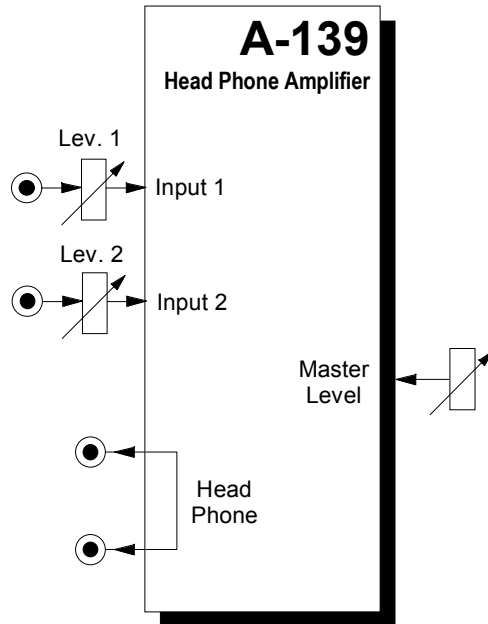 A-139
Head Phone Amplifier
Lev. 1
Input 1
Lev. 2
Input 2
Master
Level
Head
Phone